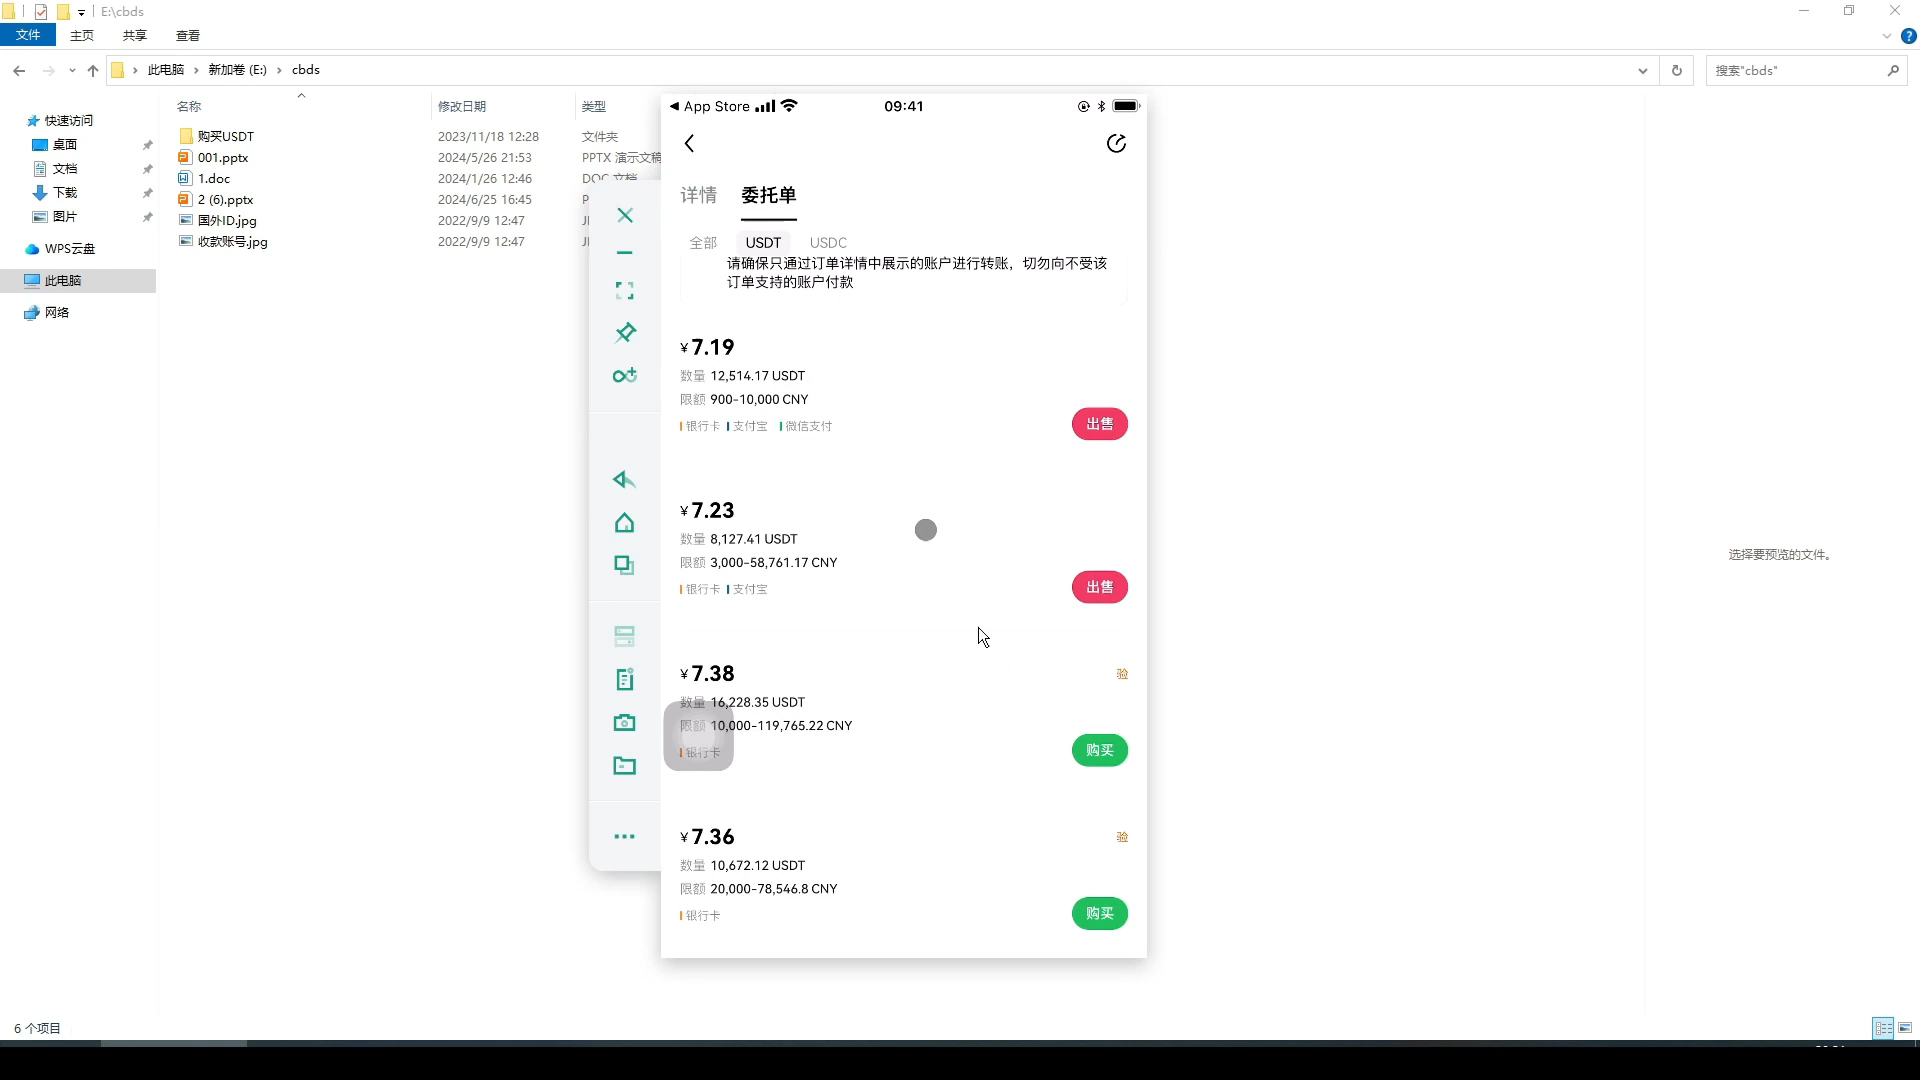 E:\cbds
文件
主页
共享
查看
此电脑
新加卷 (E:)
cbds
搜索"cbds"
名称
修改日期
类型
快速访问
桌面
文档
下载
图片
WPS云盘
此电脑
网络
购买USDT 2023/11/18 12:28 文件夹
001.pptx 2024/5/26 21:53 PPTX 演示文稿
1.doc 2024/1/26 12:46 DOC 文档
2 (6).pptx 2024/6/25 16:45 P
国外ID.jpg 2022/9/9 12:47
收款账号.jpg 2022/9/9 12:47
App Store
09:41
详情
委托单
全部
USDT
USDC
请确保只通过订单详情中展示的账户进行转账，切勿向不受该
订单支持的账户付款
¥ 7.19
数量 12,514.17 USDT
限额 900-10,000 CNY
银行卡 支付宝 微信支付
出售
¥ 7.23
数量 8,127.41 USDT
限额 3,000-58,761.17 CNY
银行卡 支付宝
出售
¥ 7.38
验
数量 16,228.35 USDT
限额 10,000-119,765.22 CNY
银行卡
购买
¥ 7.36
验
数量 10,672.12 USDT
限额 20,000-78,546.8 CNY
银行卡
购买
选择要预览的文件。
6 个项目